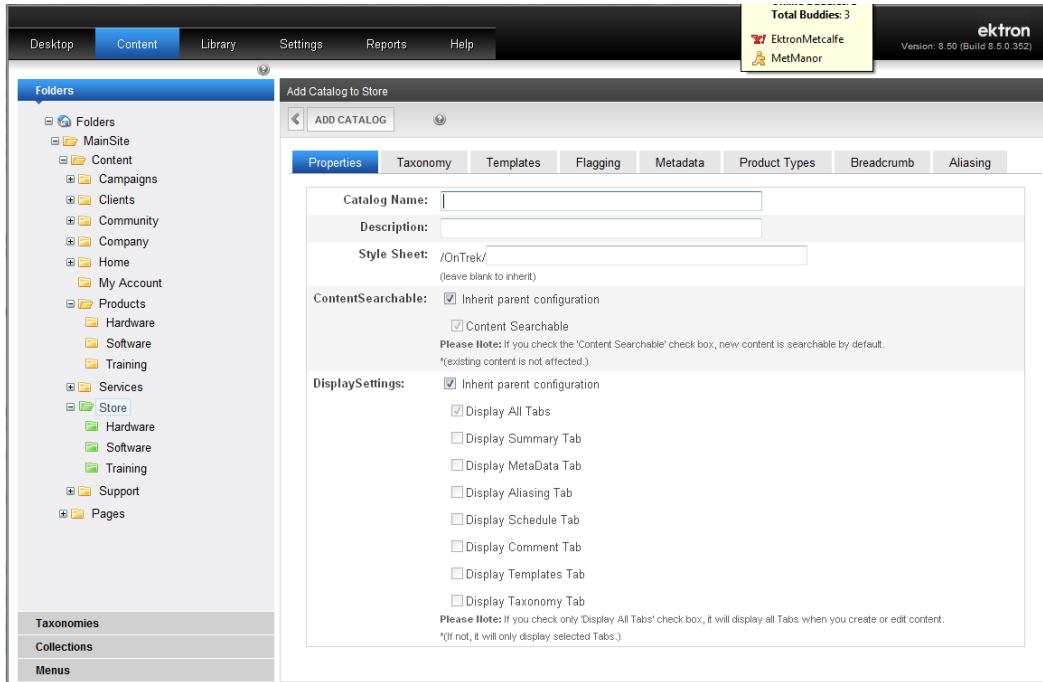 Total Buddies: 3
EktronMetcalfe
MetManor
ektron
Version: 8.50 (Build 8.5.0.352)
Desktop Content Library Settings Reports Help
Folders
Folders
MainSite
Content
Campaigns
Clients
Community
Company
Home
My Account
Products
Hardware
Software
Training
Services
Store
Hardware
Software
Training
Support
Pages
Taxonomies
Collections
Menus
Add Catalog to Store
ADD CATALOG
Properties Taxonomy Templates Flagging Metadata Product Types Breadcrumb Aliasing
Catalog Name:
Description:
Style Sheet: /OnTrek/
(leave blank to inherit)
ContentSearchable: Inherit parent configuration
Content Searchable
Please Note: If you check the 'Content Searchable' check box, new content is searchable by default.
*(existing content is not affected.)
DisplaySettings: Inherit parent configuration
Display All Tabs
Display Summary Tab
Display MetaData Tab
Display Aliasing Tab
Display Schedule Tab
Display Comment Tab
Display Templates Tab
Display Taxonomy Tab
Please Note: If you check only 'Display All Tabs' check box, it will display all Tabs when you create or edit content.
*(If not, it will only display selected Tabs.)